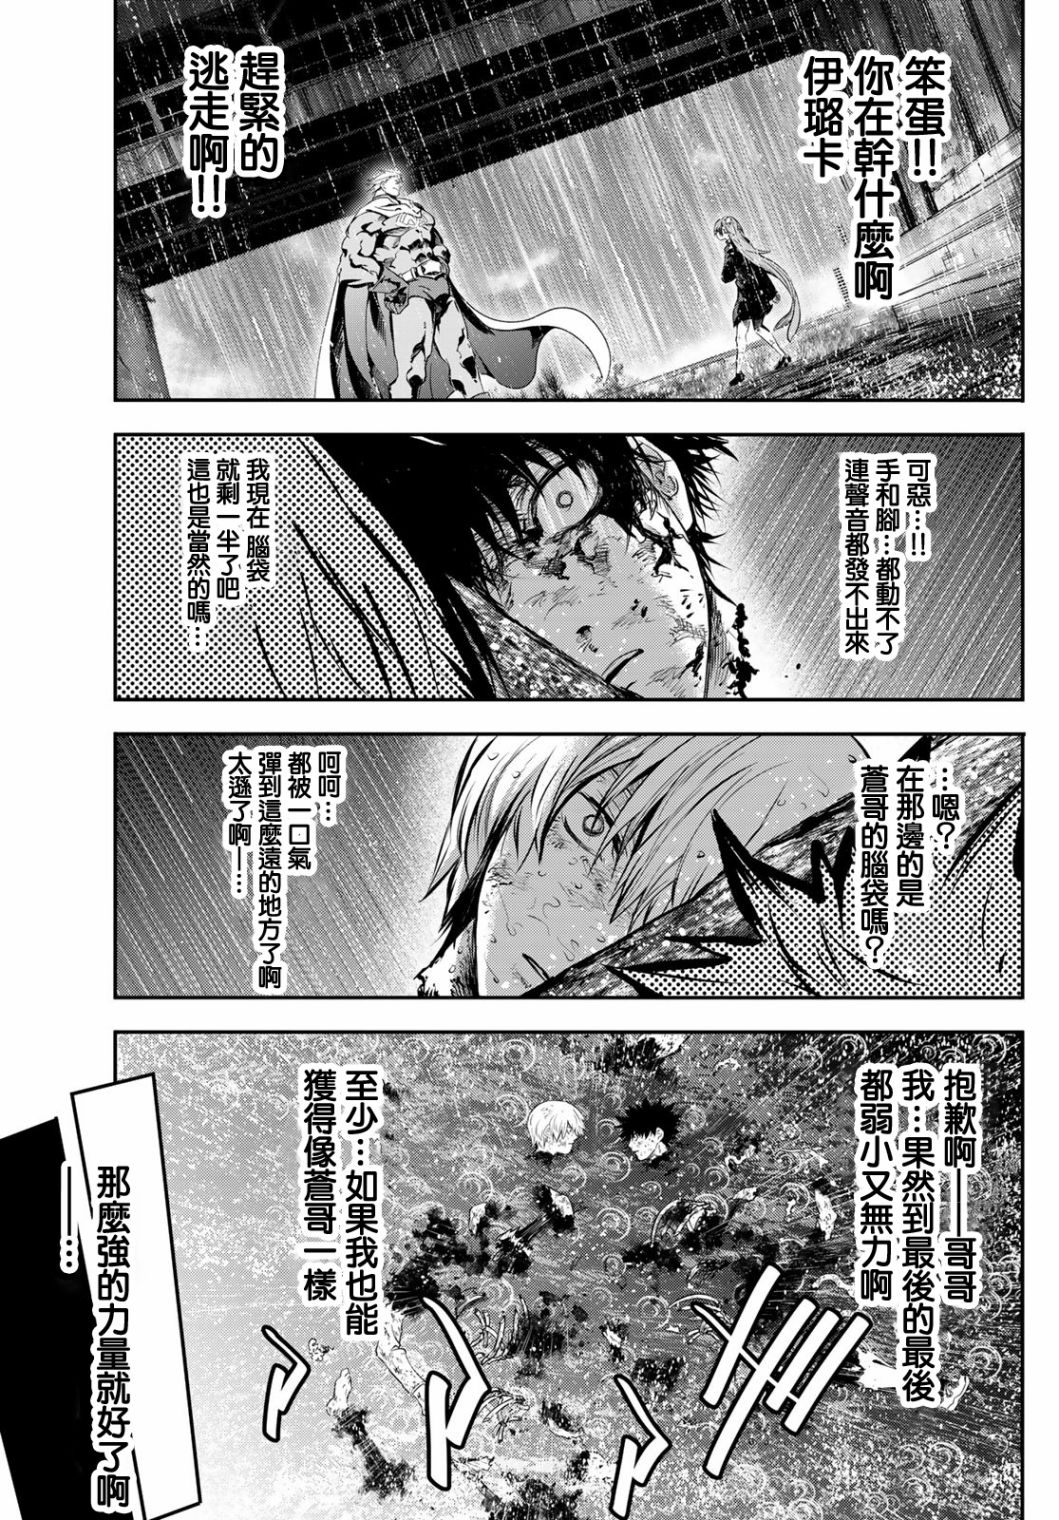 笨蛋!!
你在幹什麼啊
伊璐卡
趕緊的
逃走啊!!
可惡…!!
手和腳…都動不了
連聲音都發不出來
我現在 腦袋
就剩一半了吧
這也是當然的嗎…
…嗯?
在那邊的是
蒼哥的腦袋嗎?
呵呵…
都被一口氣
彈到這麼遠的地方了啊
太遜了啊——…
抱歉啊——哥哥
我…果然到最後的最後
都弱小又無力啊
至少…如果我也能
獲得像蒼哥一樣
那麼強的力量就好了啊
——…